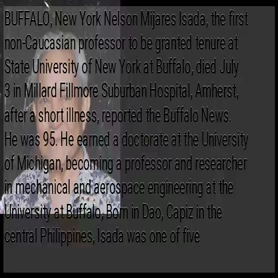 BUFFALO, New York Nelson Mijares Isada, the first
non-Caucasian professor to be granted tenure at
State University of New York at Buffalo, died July
3 in Millard Fillmore Suburban Hospital, Amherst,
after a short illness, reported the Buffalo News.
He was 95. He earned a doctorate at the University
of Michigan, becoming a professor and researcher
in mechanical and aerospace engineering at the
University at Buffalo, Born in Dao, Capiz in the
central Philippines, Isada was one of five